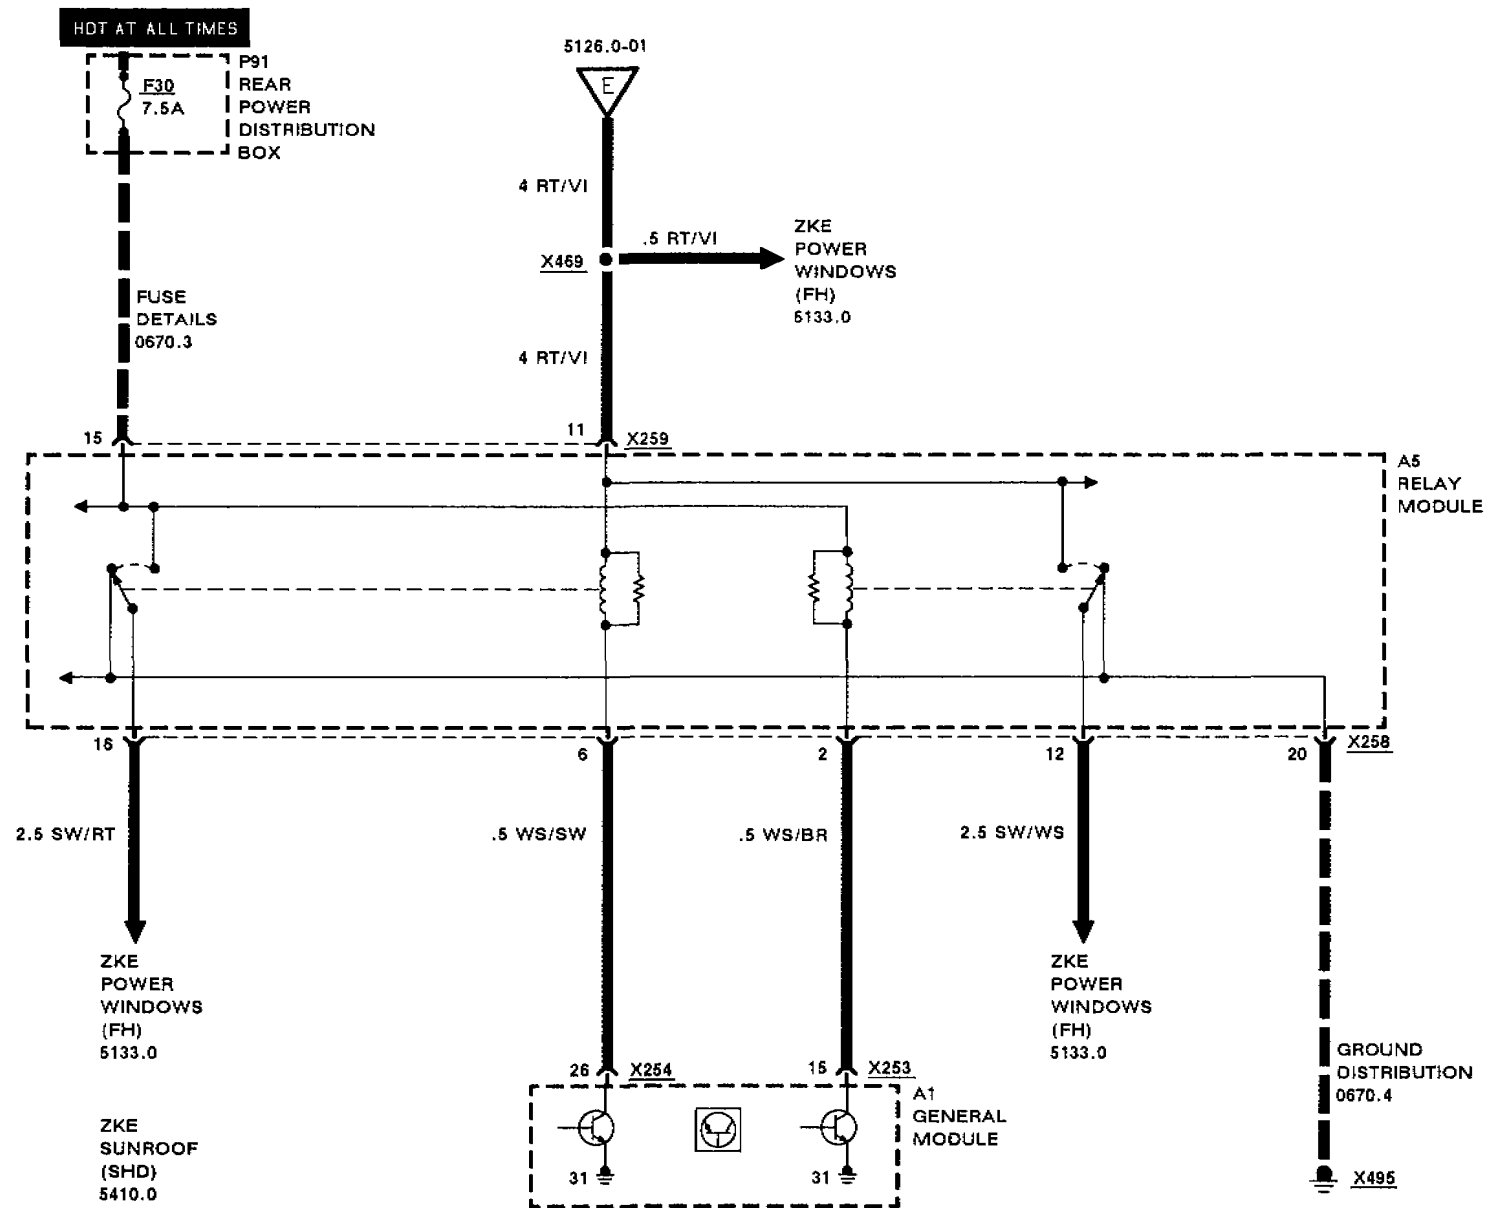 HOT AT ALL TIMES
P91
REAR
POWER
DISTRIBUTION
BOX
F30
7.5A
5126.0-01
E
4 RT/VI
.5 RT/VI
X469
ZKE
POWER
WINDOWS
(FH)
5133.0
FUSE
DETAILS
0670.3
4 RT/VI
15
11
X259
A5
RELAY
MODULE
16
6
2
12
20
X258
2.5 SW/RT
.5 WS/SW
.5 WS/BR
2.5 SW/WS
ZKE
POWER
WINDOWS
(FH)
5133.0
ZKE
POWER
WINDOWS
(FH)
5133.0
GROUND
DISTRIBUTION
0670.4
26
X254
15
X253
A1
GENERAL
MODULE
31
31
ZKE
SUNROOF
(SHD)
5410.0
X495